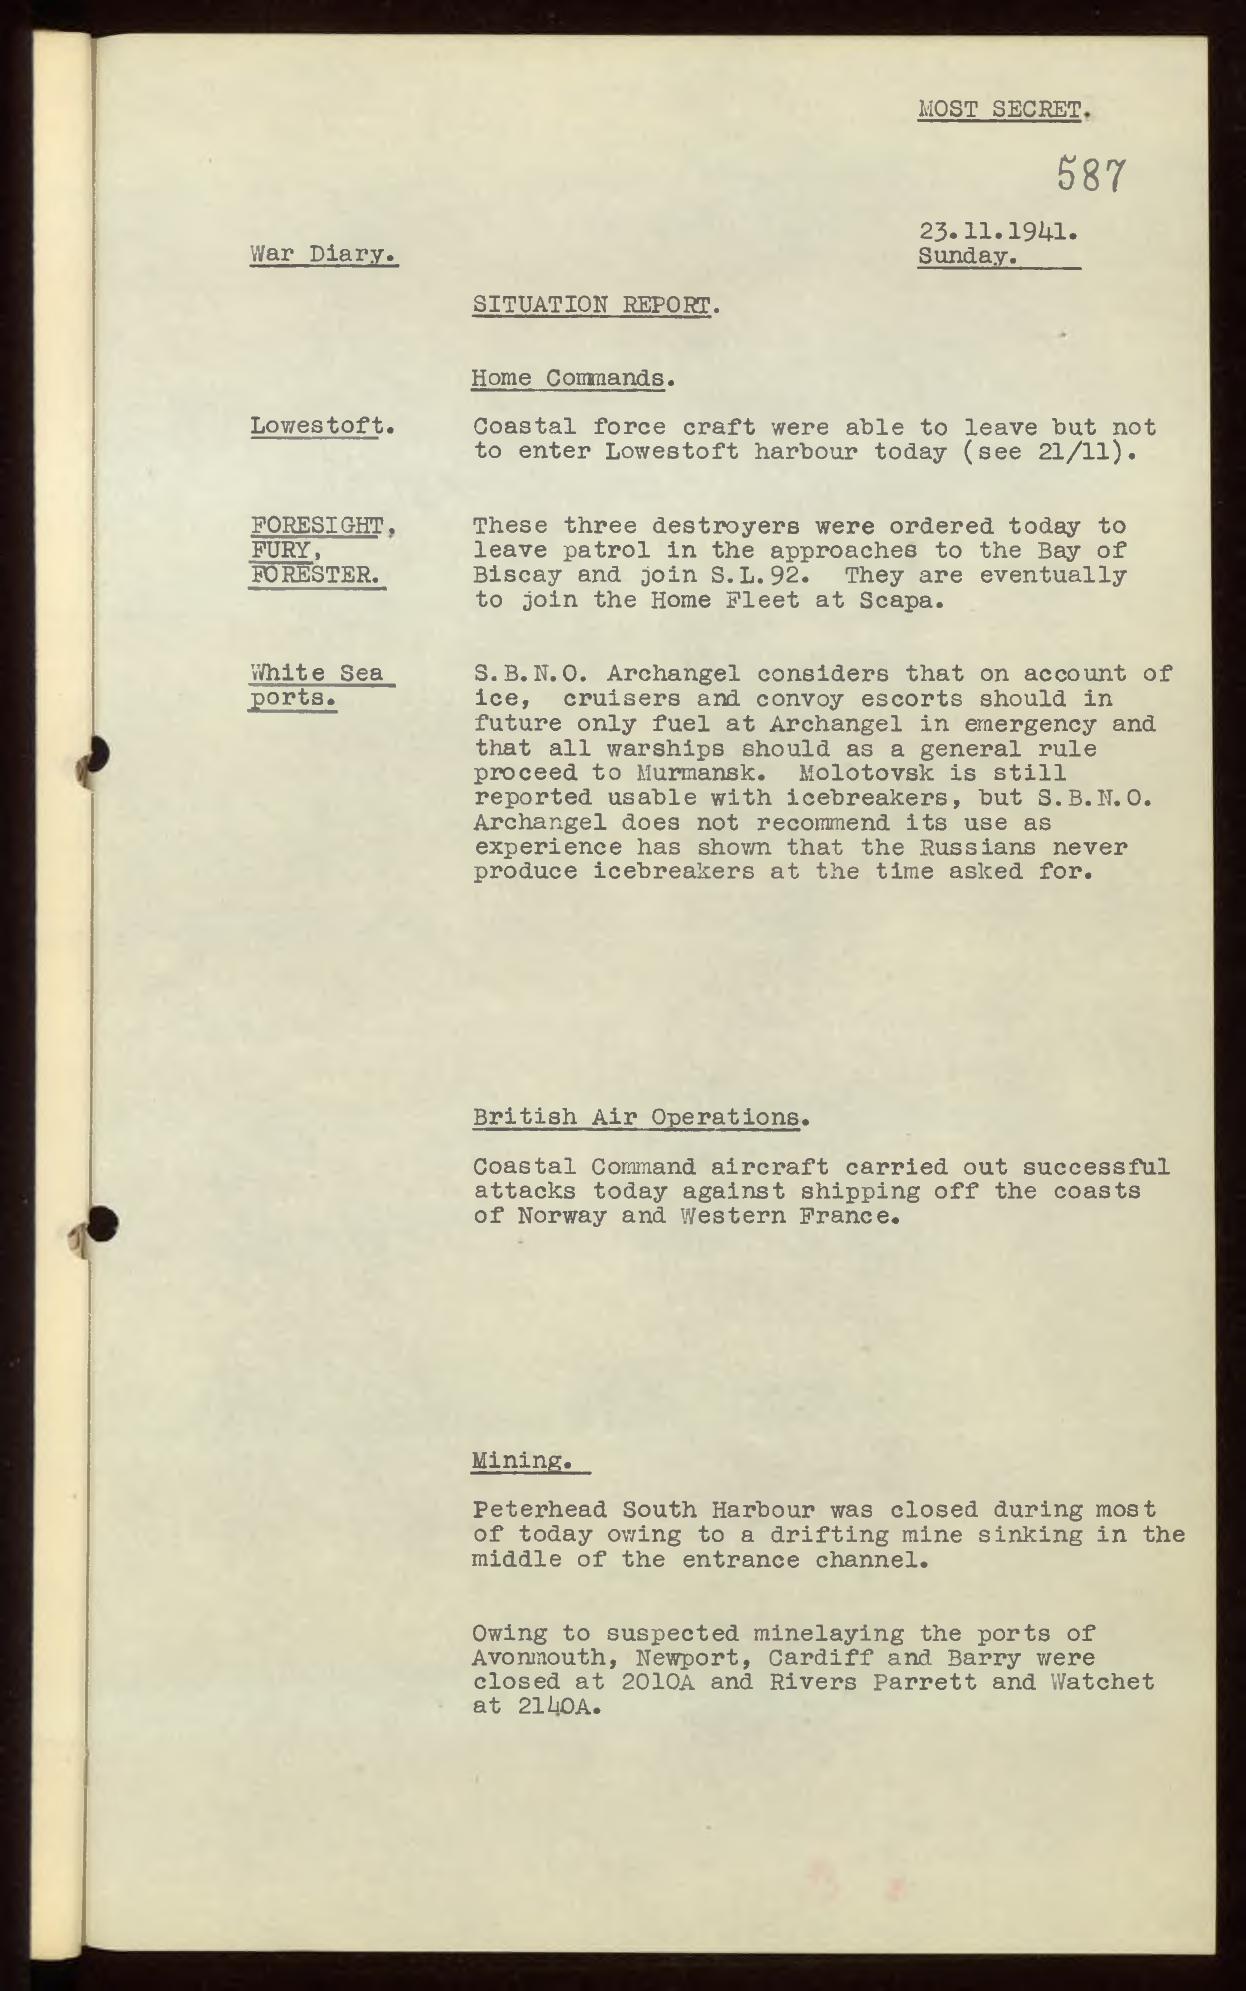 MOST SECRET.
587
23.11.1941.
War Diary.
Sunday.
SITUATION REPORT.
Home Commands.
Lowestoft.
Coastal force craft were able to leave but not
to enter Lowestoft harbour today (see 21/11).
FORESIGHT,
FURY,
FORESTER.
These three destroyers were ordered today to
leave patrol in the approaches to the Bay of
Biscay and join S.L.92. They are eventually
to join the Home Fleet at Scapa.
White Sea
ports.
S.B.N.O. Archangel considers that on account of
ice, cruisers and convoy escorts should in
future only fuel at Archangel in emergency and
that all warships should as a general rule
proceed to Murmansk. Molotovsk is still
reported usable with icebreakers, but S.B.N.O.
Archangel does not recommend its use as
experience has shown that the Russians never
produce icebreakers at the time asked for.
British Air Operations.
Coastal Command aircraft carried out successful
attacks today against shipping off the coasts
of Norway and Western France.
Mining.
Peterhead South Harbour was closed during most
of today owing to a drifting mine sinking in the
middle of the entrance channel.
Owing to suspected minelaying the ports of
Avonmouth, Newport, Cardiff and Barry were
closed at 2010A and Rivers Parrett and Watchet
at 2140A.